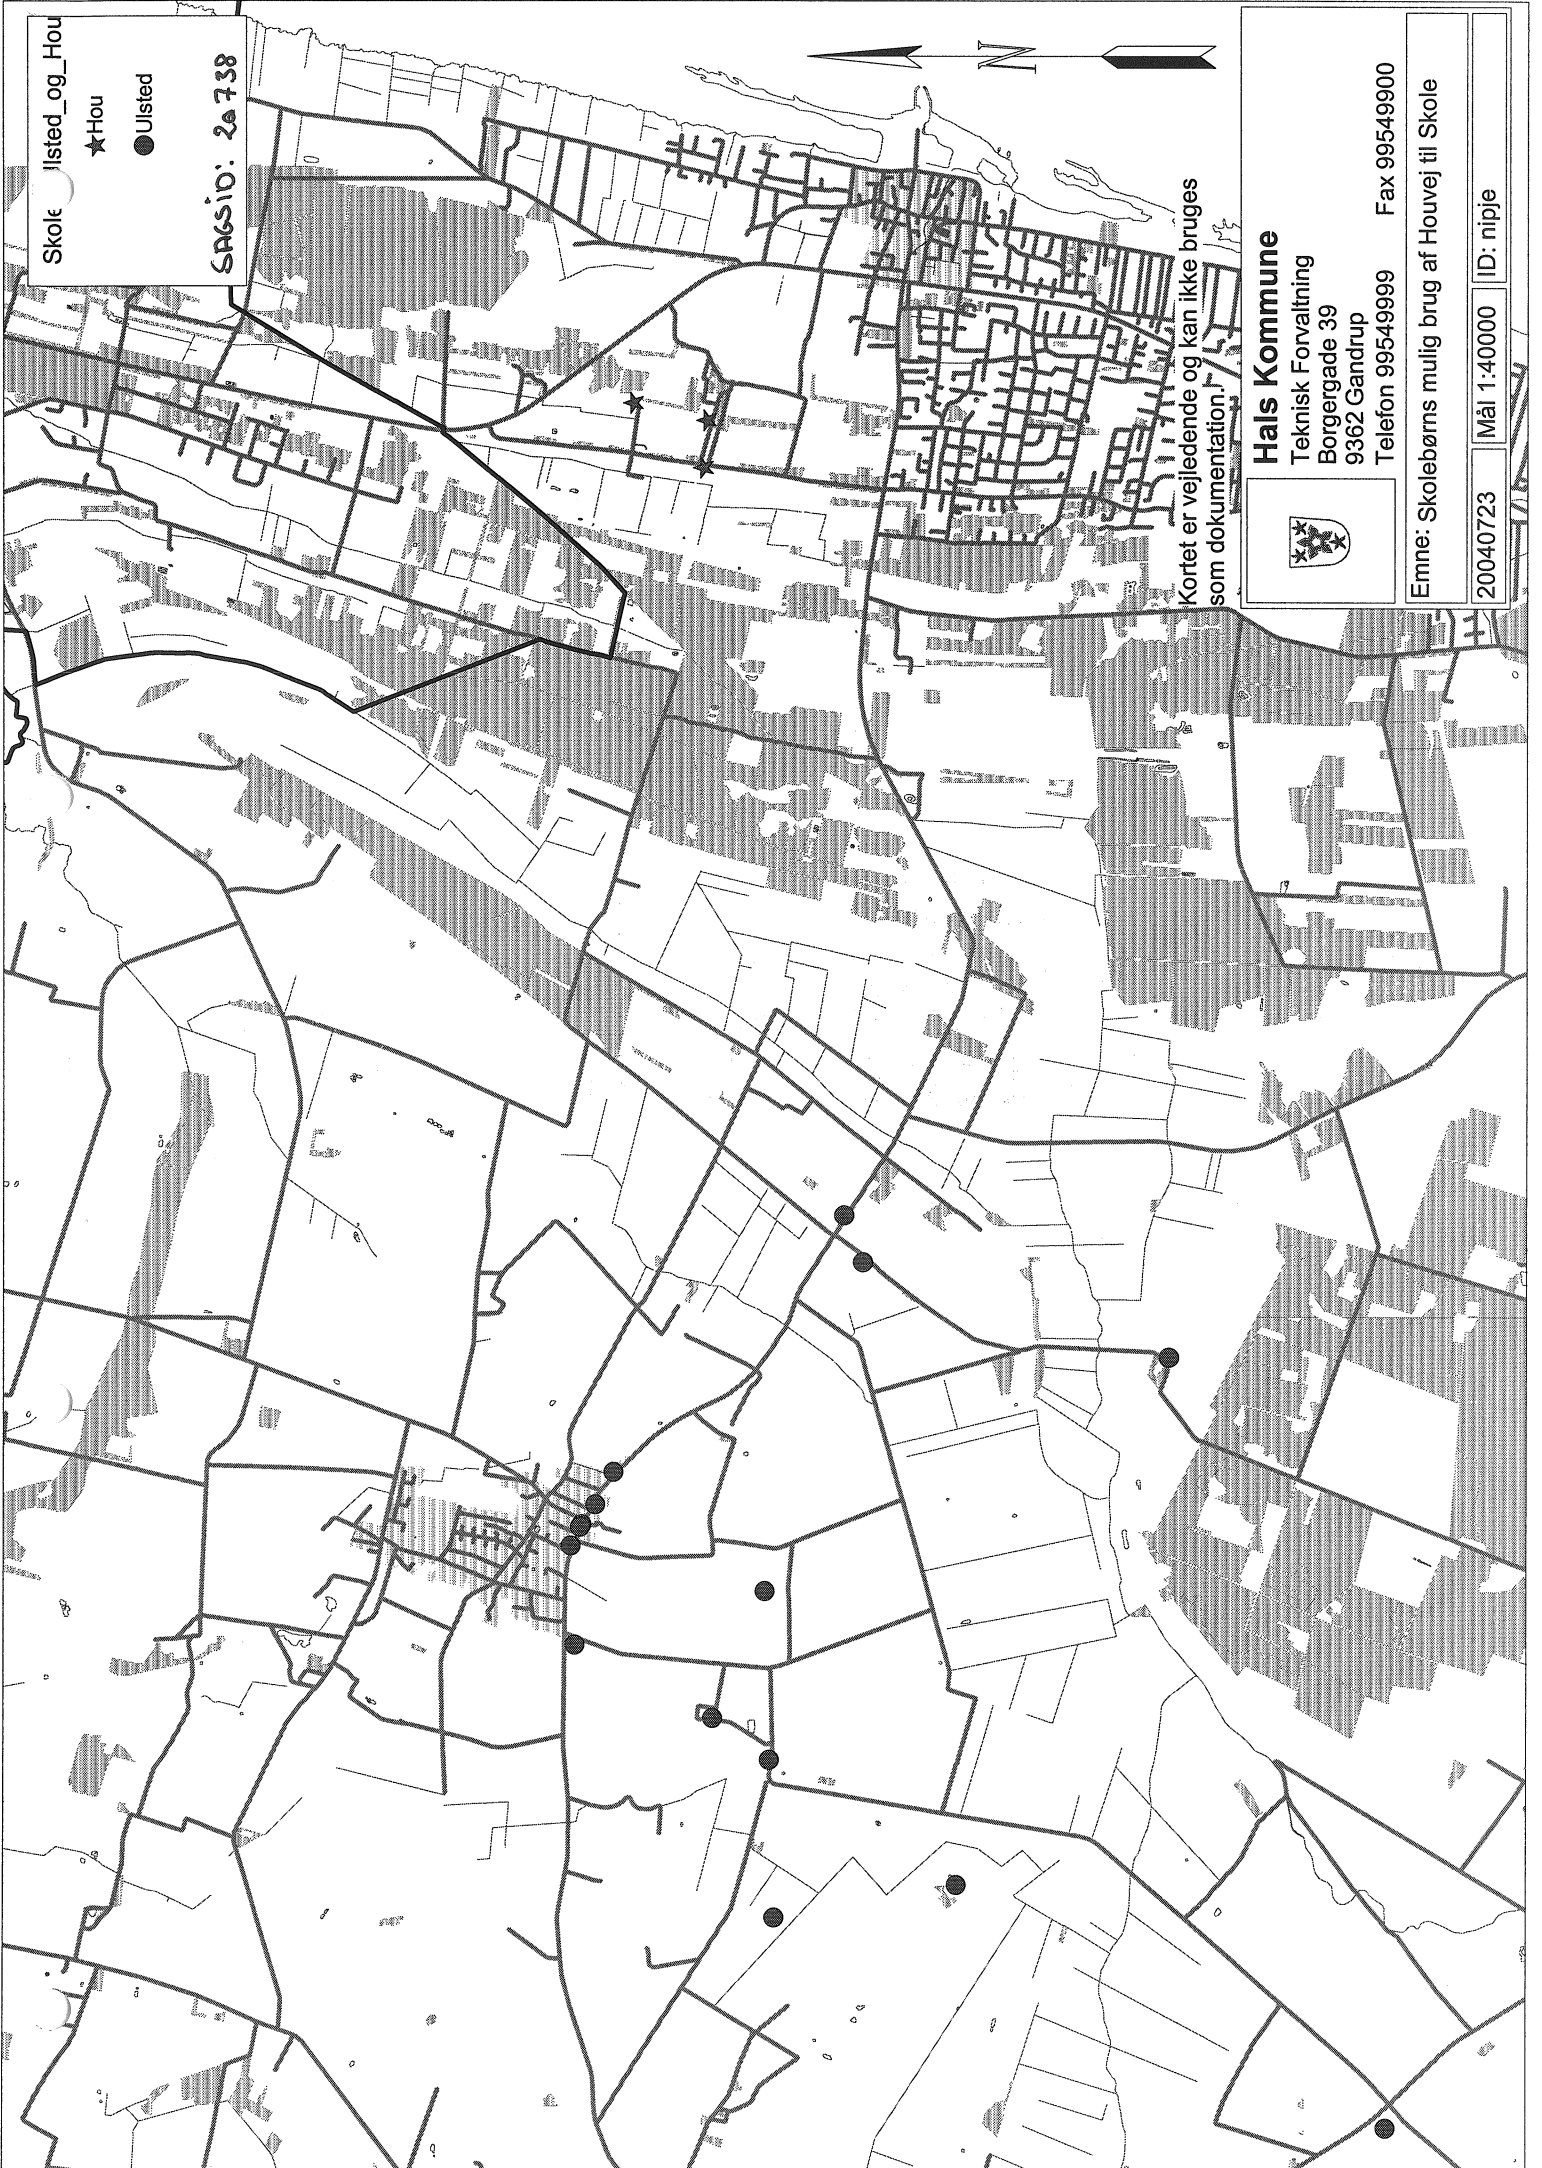 Skole Ulsted_og_Hou
Hou
Ulsted
SAGSID: 20738
N
Kortet er vejledende og kan ikke bruges
som dokumentation.
Hals Kommune
Teknisk Forvaltning
Borgergade 39
9362 Gandrup
Telefon 99549999 Fax 99549900
Emne: Skolebørns mulig brug af Houvej til Skole
20040723 Mål 1:40000 ID: nipje